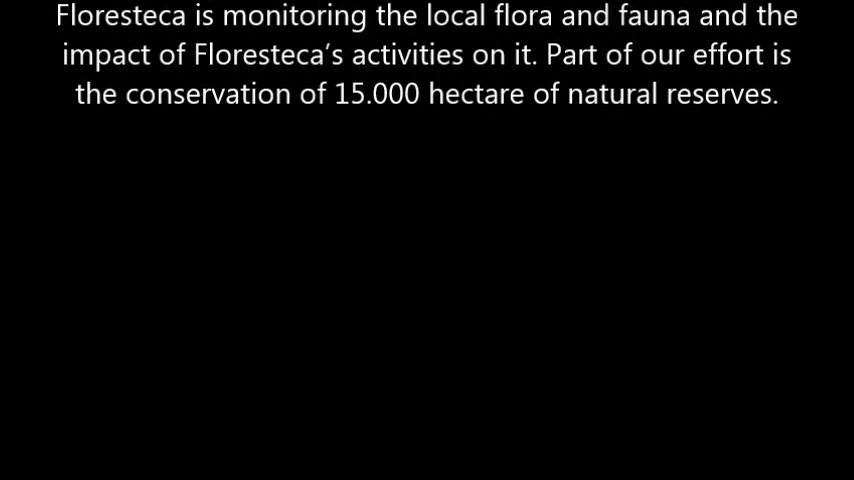 Floresteca is monitoring the local flora and fauna and the
impact of Floresteca’s activities on it. Part of our effort is
the conservation of 15.000 hectare of natural reserves.